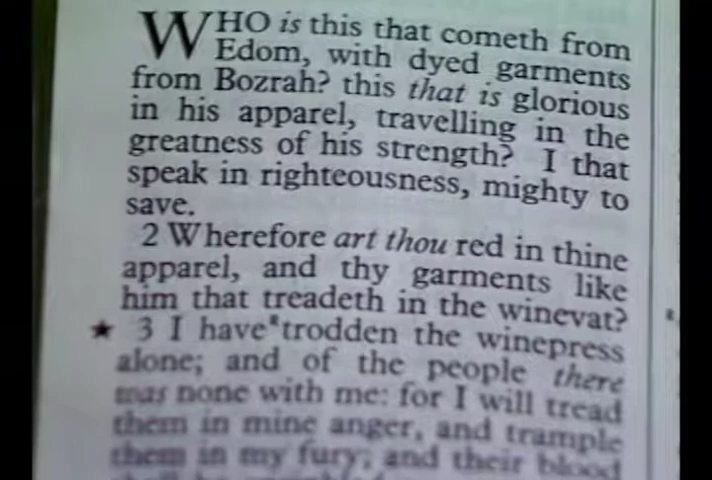 WHO is this that cometh from
Edom, with dyed garments
from Bozrah? this that is glorious
in his apparel, travelling in the
greatness of his strength? I that
speak in righteousness, mighty to
save.
2 Wherefore art thou red in thine
apparel, and thy garments like
him that treadeth in the winevat?
★ 3 I have trodden the winepress
alone; and of the people there
was none with me: for I will tread
them in mine anger, and trample
them in my fury; and their blood